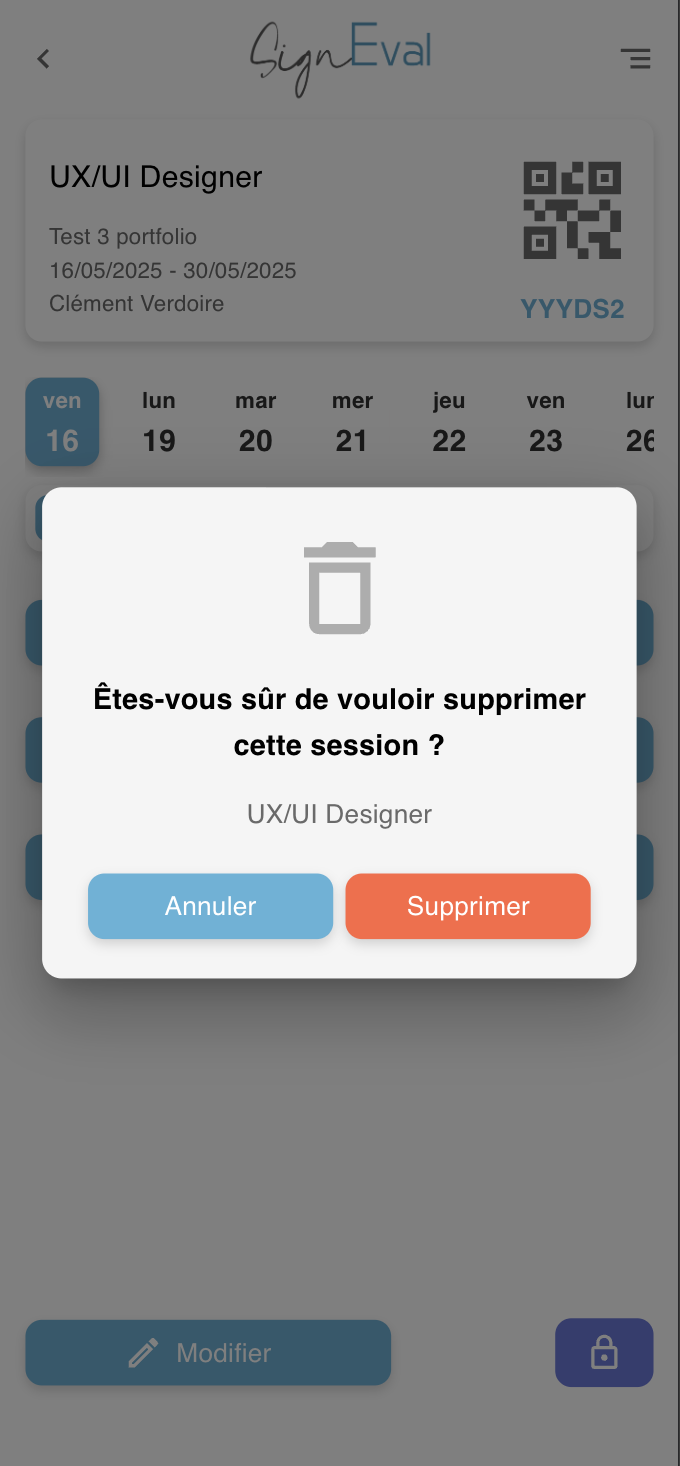 SignEval
UX/UI Designer
Test 3 portfolio
16/05/2025 - 30/05/2025
Clément Verdoire
YYYDS2
ven lun mar mer jeu ven
16 19 20 21 22 23 26
Êtes-vous sûr de vouloir supprimer
cette session ?
UX/UI Designer
Annuler Supprimer
Modifier